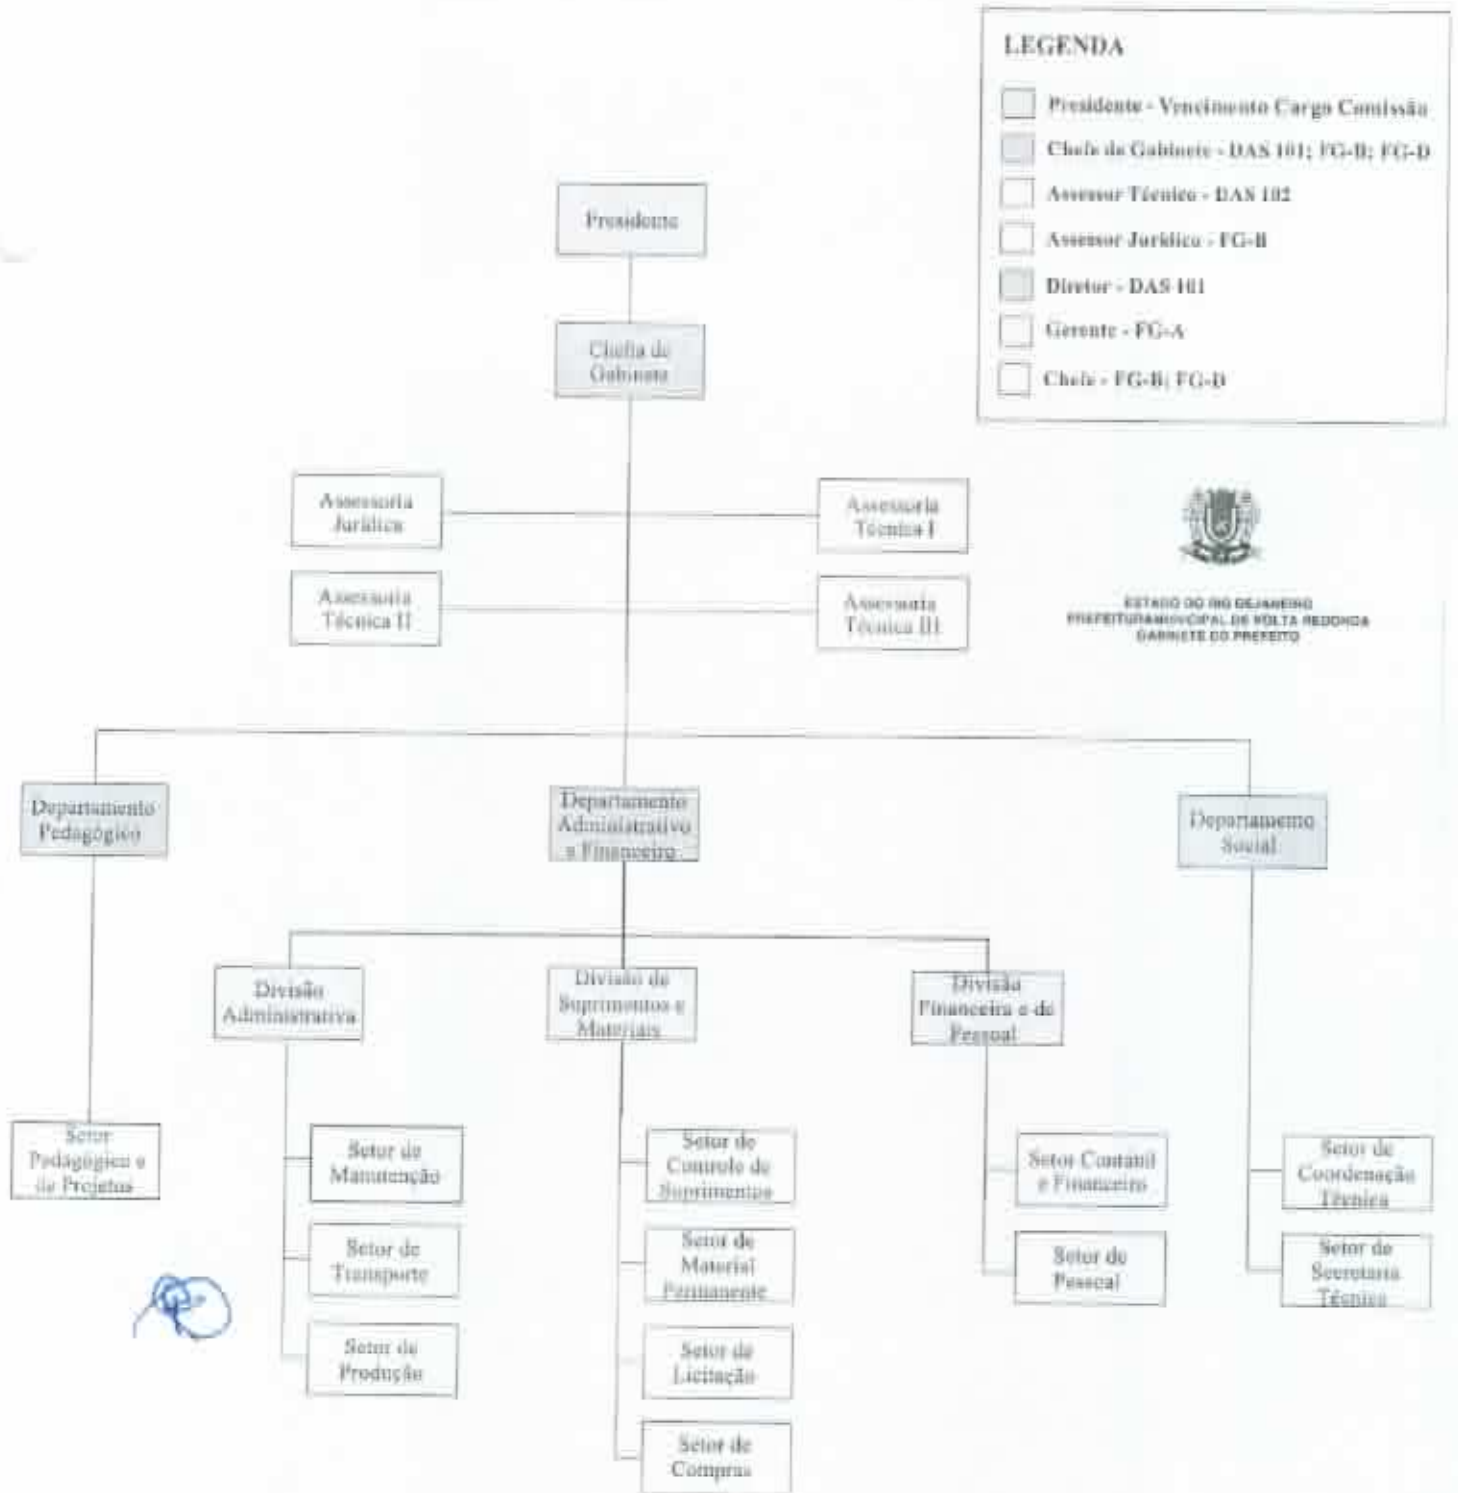 LEGENDA
Presidente - Vencimento Cargo Comissão
Chefe de Gabinete - DAS 101; FG-B; FG-D
Assessor Técnico - DAS 102
Assessor Jurídico - FG-B
Diretor - DAS 101
Gerente - FG-A
Chefe - FG-B; FG-D
Presidente
Chefia de
Gabinete
Assessoria
Jurídica
Assessoria
Técnica I
Assessoria
Técnica II
Assessoria
Técnica III
ESTADO DO RIO DE JANEIRO
PREFEITURA MUNICIPAL DE VOLTA REDONDA
GABINETE DO PREFEITO
Departamento
Pedagógico
Departamento
Administrativo
e Financeiro
Departamento
Social
Divisão
Administrativa
Divisão de
Suprimentos e
Materiais
Divisão
Financeira e de
Pessoal
Setor
Pedagógico e
de Projetos
Setor de
Manutenção
Setor de
Transporte
Setor de
Produção
Setor de
Controle de
Suprimentos
Setor de
Material
Permanente
Setor de
Licitação
Setor de
Compras
Setor Contábil
e Financeiro
Setor de
Pessoal
Setor de
Coordenação
Técnica
Setor de
Secretaria
Técnica